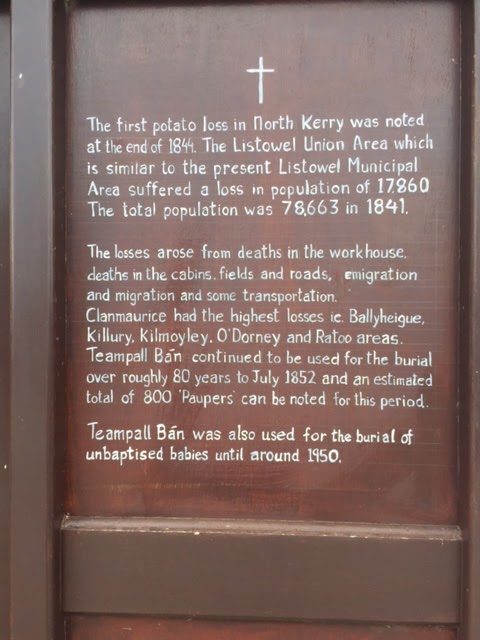 The first potato loss in North Kerry was noted
at the end of 1844. The Listowel Union Area which
is similar to the present Listowel Municipal
Area suffered a loss in population of 17,860
The total population was 78,663 in 1841.
The losses arose from deaths in the workhouse,
deaths in the cabins, fields and roads, emigration
and migration and some transportation.
Clanmaurice had the highest losses ie. Ballyheigue,
Killury, Kilmoyley, O'Dorney and Ratoo areas.
Teampall Bán continued to be used for the burial
over roughly 80 years to July 1852 and an estimated
total of 800 'Paupers' can be noted for this period.
Teampall Bán was also used for the burial of
unbaptised babies until around 1950.